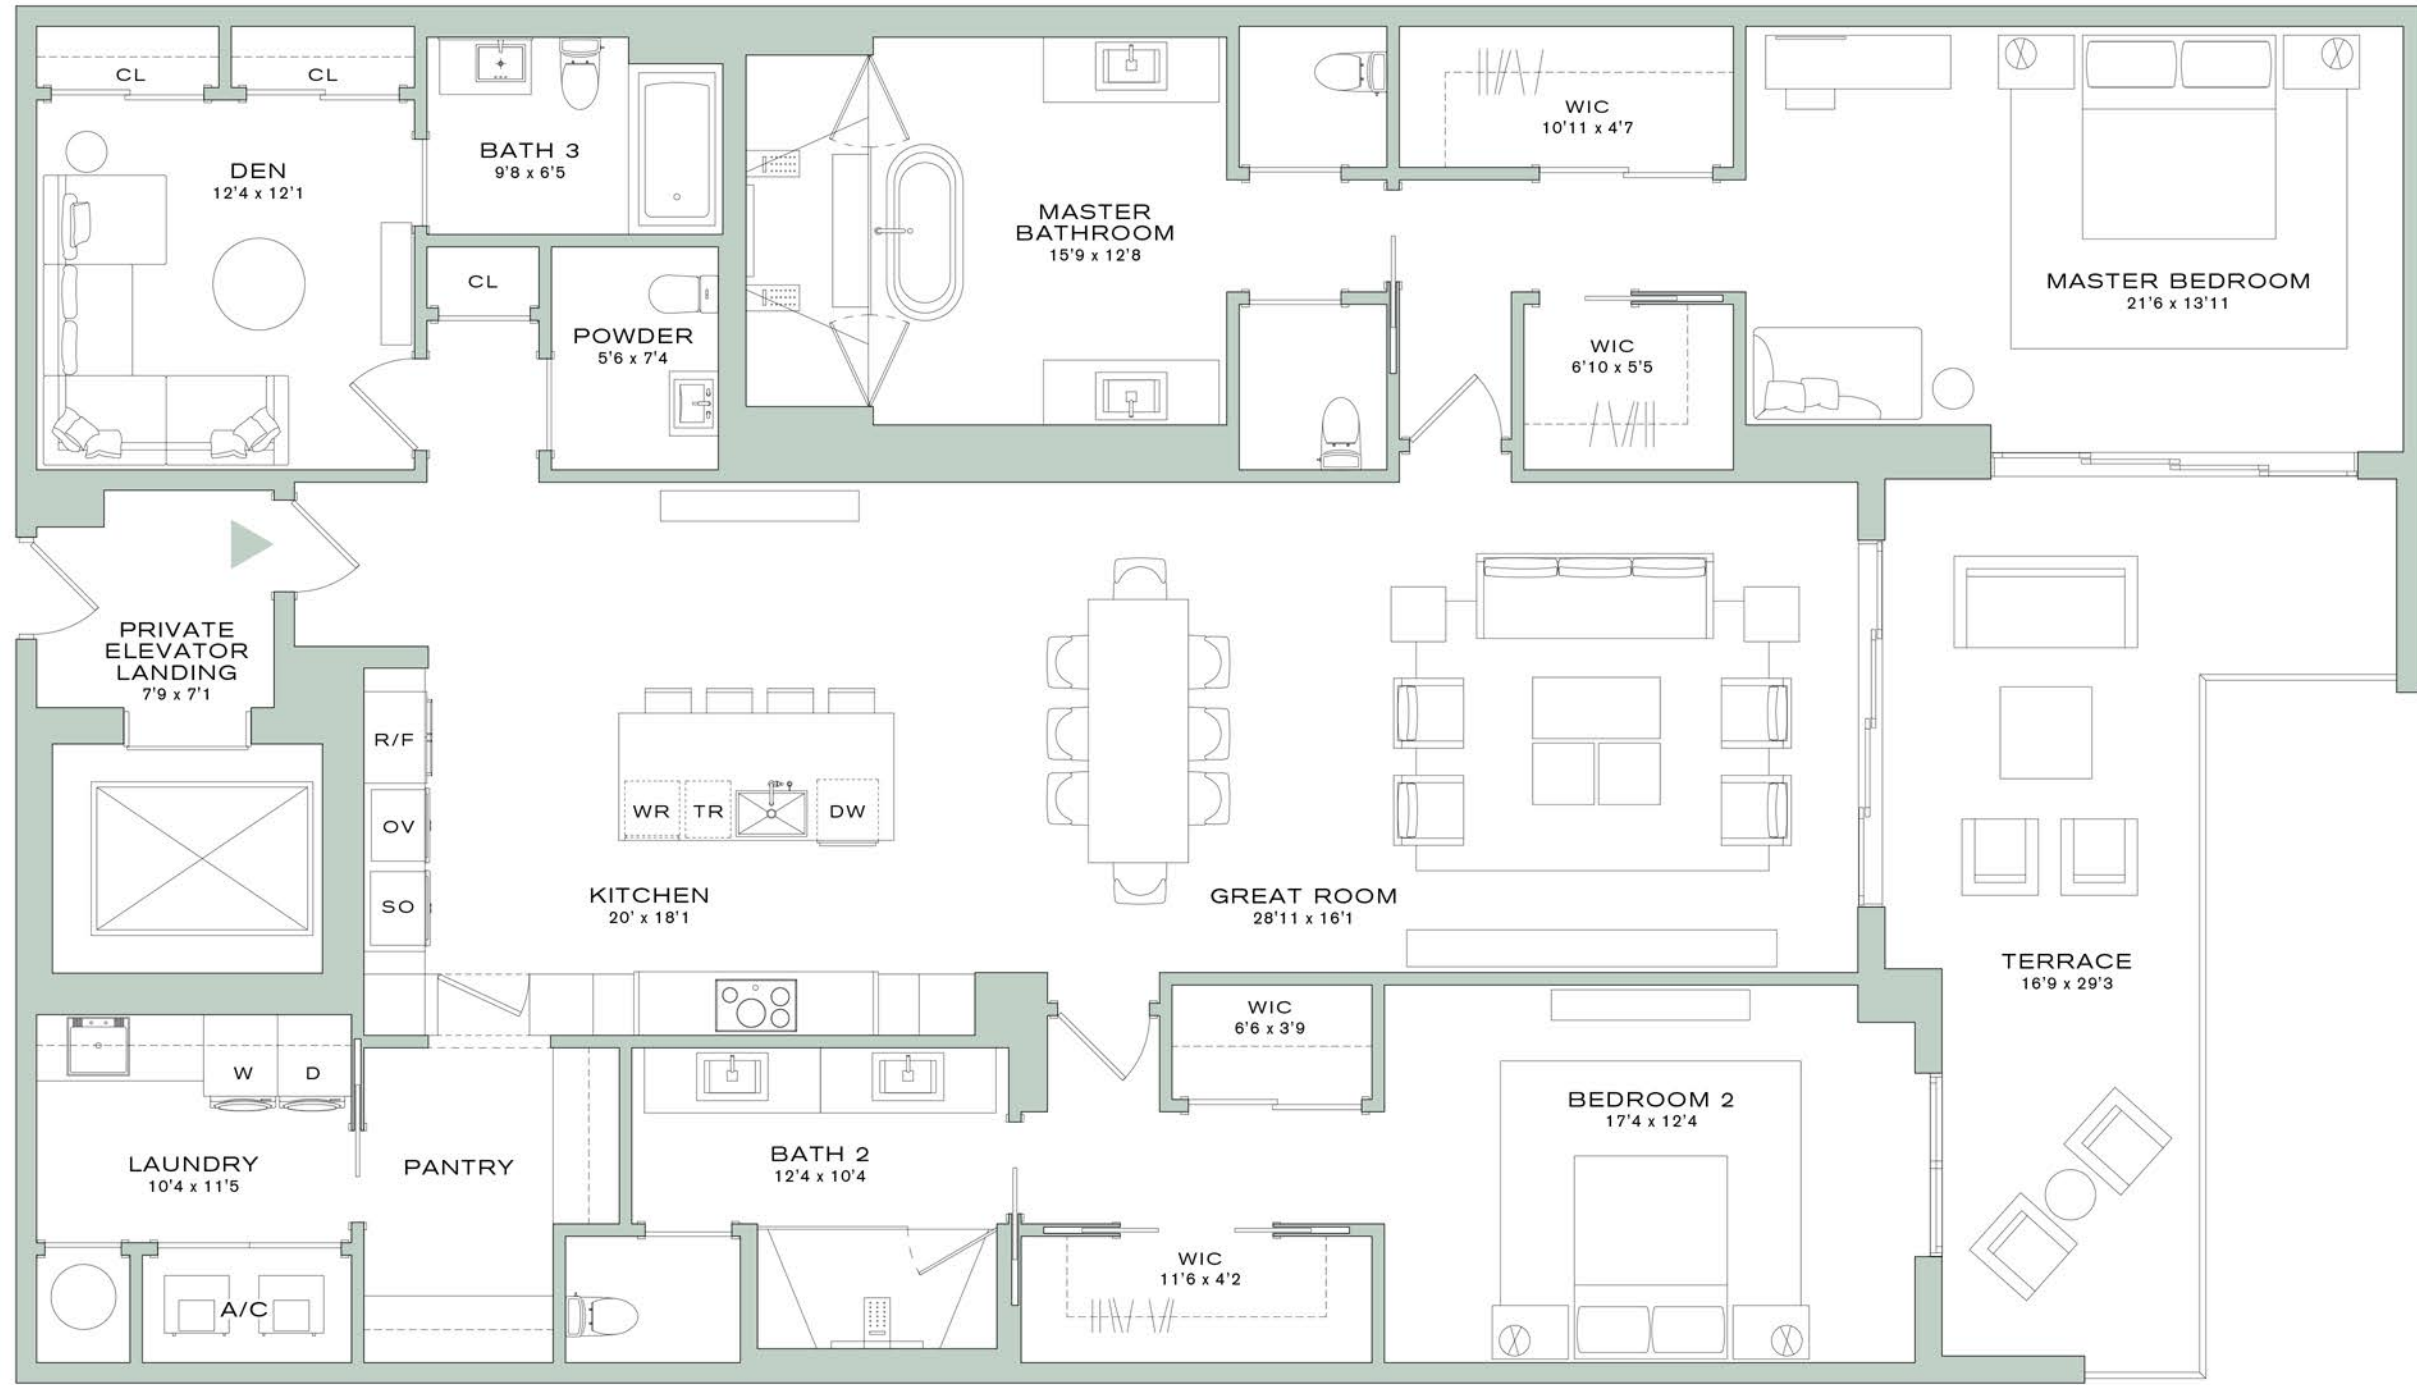 CL
CL
DEN
12'4 x 12'1
BATH 3
9'8 x 6'5
CL
POWDER
5'6 x 7'4
MASTER
BATHROOM
15'9 x 12'8
WIC
10'11 x 4'7
WIC
6'10 x 5'5
MASTER BEDROOM
21'6 x 13'11
PRIVATE
ELEVATOR
LANDING
7'9 x 7'1
R/F
OV
SO
WR
TR
DW
KITCHEN
20' x 18'1
GREAT ROOM
28'11 x 16'1
TERRACE
16'9 x 29'3
W
D
LAUNDRY
10'4 x 11'5
A/C
PANTRY
BATH 2
12'4 x 10'4
WIC
6'6 x 3'9
WIC
11'6 x 4'2
BEDROOM 2
17'4 x 12'4